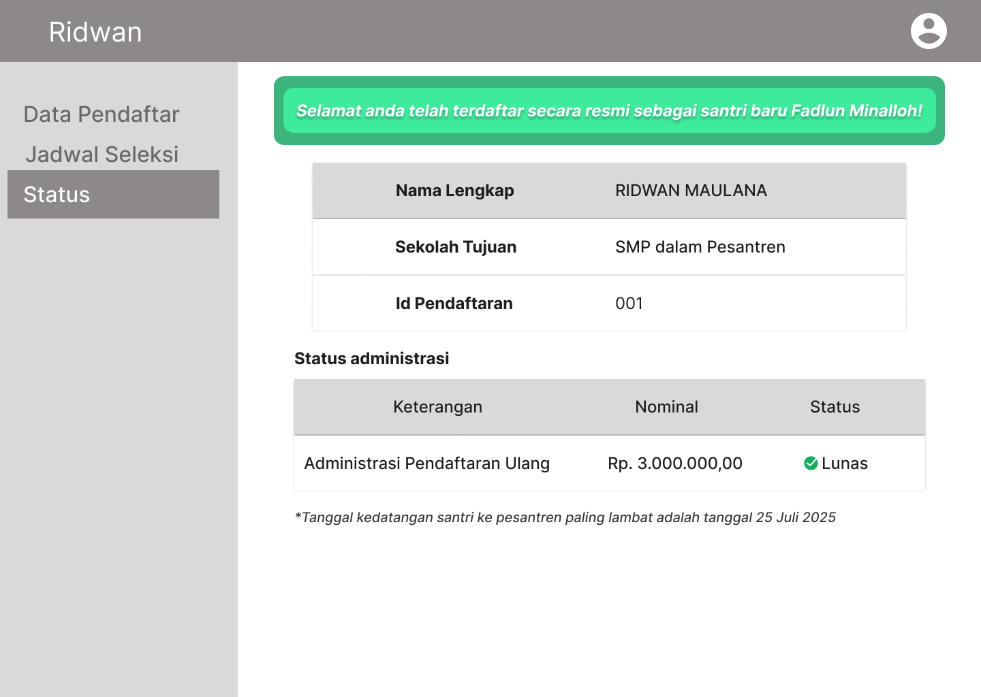 Ridwan
Data Pendaftar
Jadwal Seleksi
Status
Selamat anda telah terdaftar secara resmi sebagai santri baru Fadlun Minalloh!
Nama Lengkap RIDWAN MAULANA
Sekolah Tujuan SMP dalam Pesantren
Id Pendaftaran 001
Status administrasi
Keterangan Nominal Status
Administrasi Pendaftaran Ulang Rp. 3.000.000,00 Lunas
*Tanggal kedatangan santri ke pesantren paling lambat adalah tanggal 25 Juli 2025